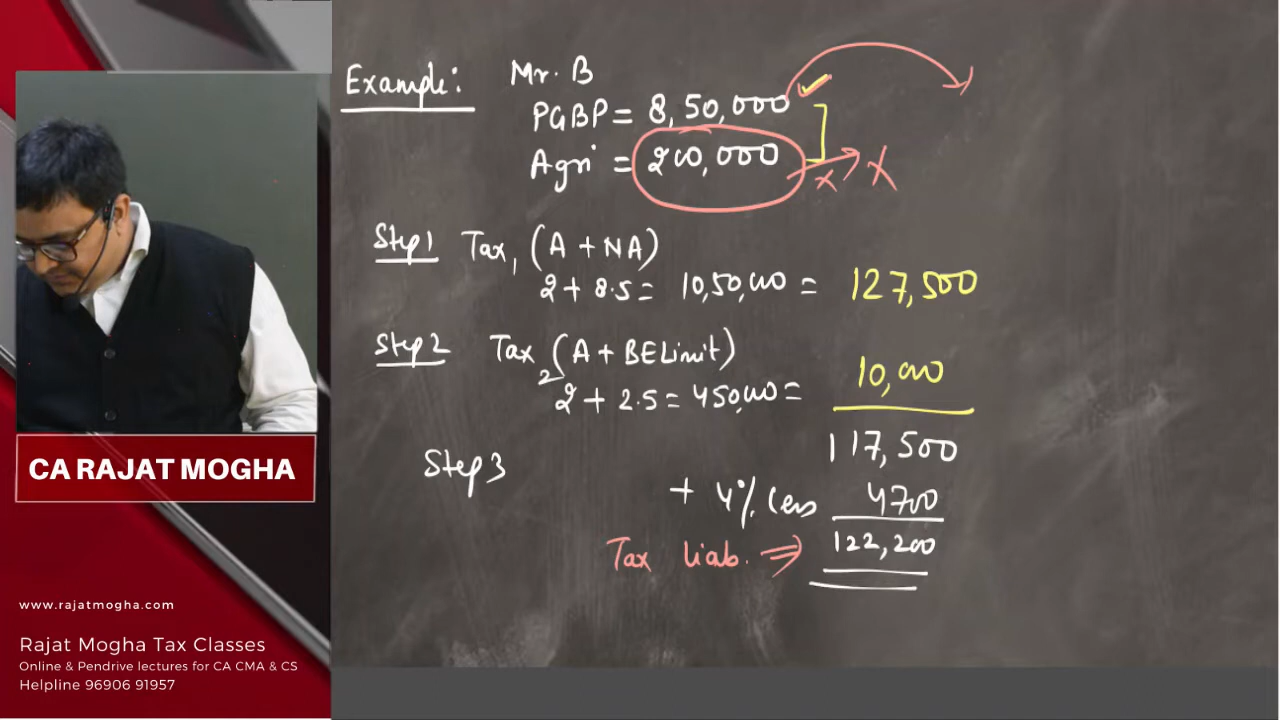 Example: Mr. B
PGBP = 8,50,000
Agri = 200,000 x X
Step1 Tax1 (A + NA)
2 + 8.5 = 10,50,000 = 127,500
Step2 Tax2 (A + BELimit)
2 + 2.5 = 450,000 = 10,000
117,500
Step3
+ 4% Cess 4700
Tax liab. ⇒ 122,200
CA RAJAT MOGHA
www.rajatmogha.com
Rajat Mogha Tax Classes
Online & Pendrive lectures for CA CMA & CS
Helpline 96906 91957